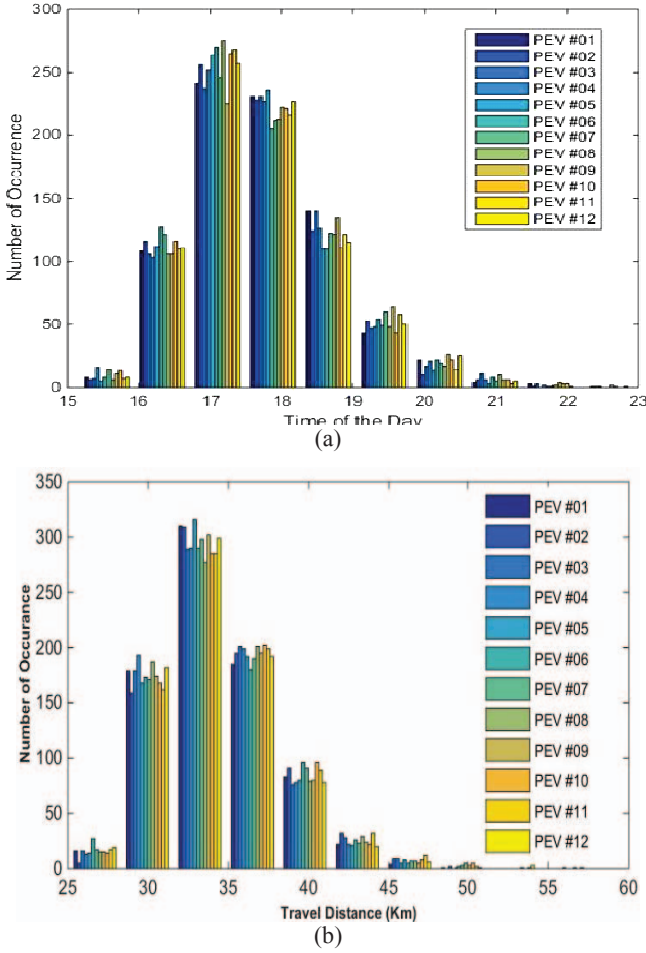 300
250
200
150
100
50
0
Number of Occurrence
15 16 17 18 19 20 21 22 23
Time of the Day
PEV #01
PEV #02
PEV #03
PEV #04
PEV #05
PEV #06
PEV #07
PEV #08
PEV #09
PEV #10
PEV #11
PEV #12
(a)
350
300
250
200
150
100
50
0
Number of Occurance
25 30 35 40 45 50 55 60
Travel Distance (Km)
PEV #01
PEV #02
PEV #03
PEV #04
PEV #05
PEV #06
PEV #07
PEV #08
PEV #09
PEV #10
PEV #11
PEV #12
(b)